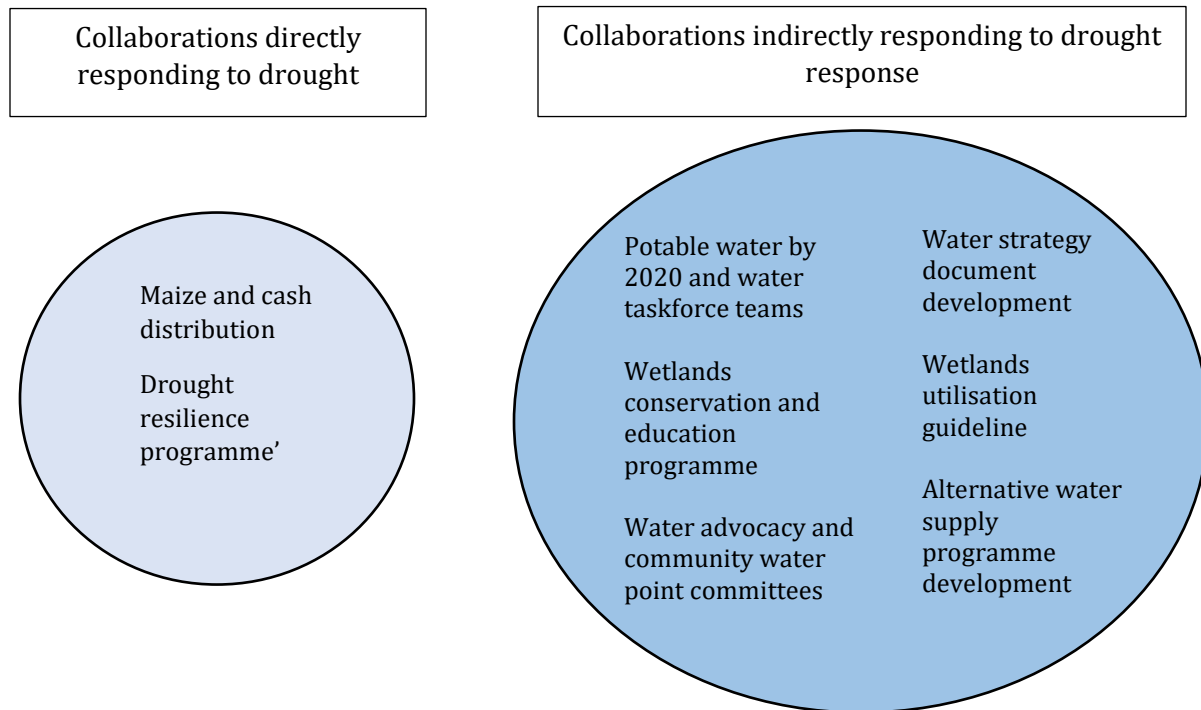 Collaborations directly
responding to drought
Collaborations indirectly responding to drought
response
Maize and cash
distribution
Drought
resilience
programme’
Potable water by
2020 and water
taskforce teams
Wetlands
conservation and
education
programme
Water advocacy and
community water
point committees
Water strategy
document
development
Wetlands
utilisation
guideline
Alternative water
supply
programme
development